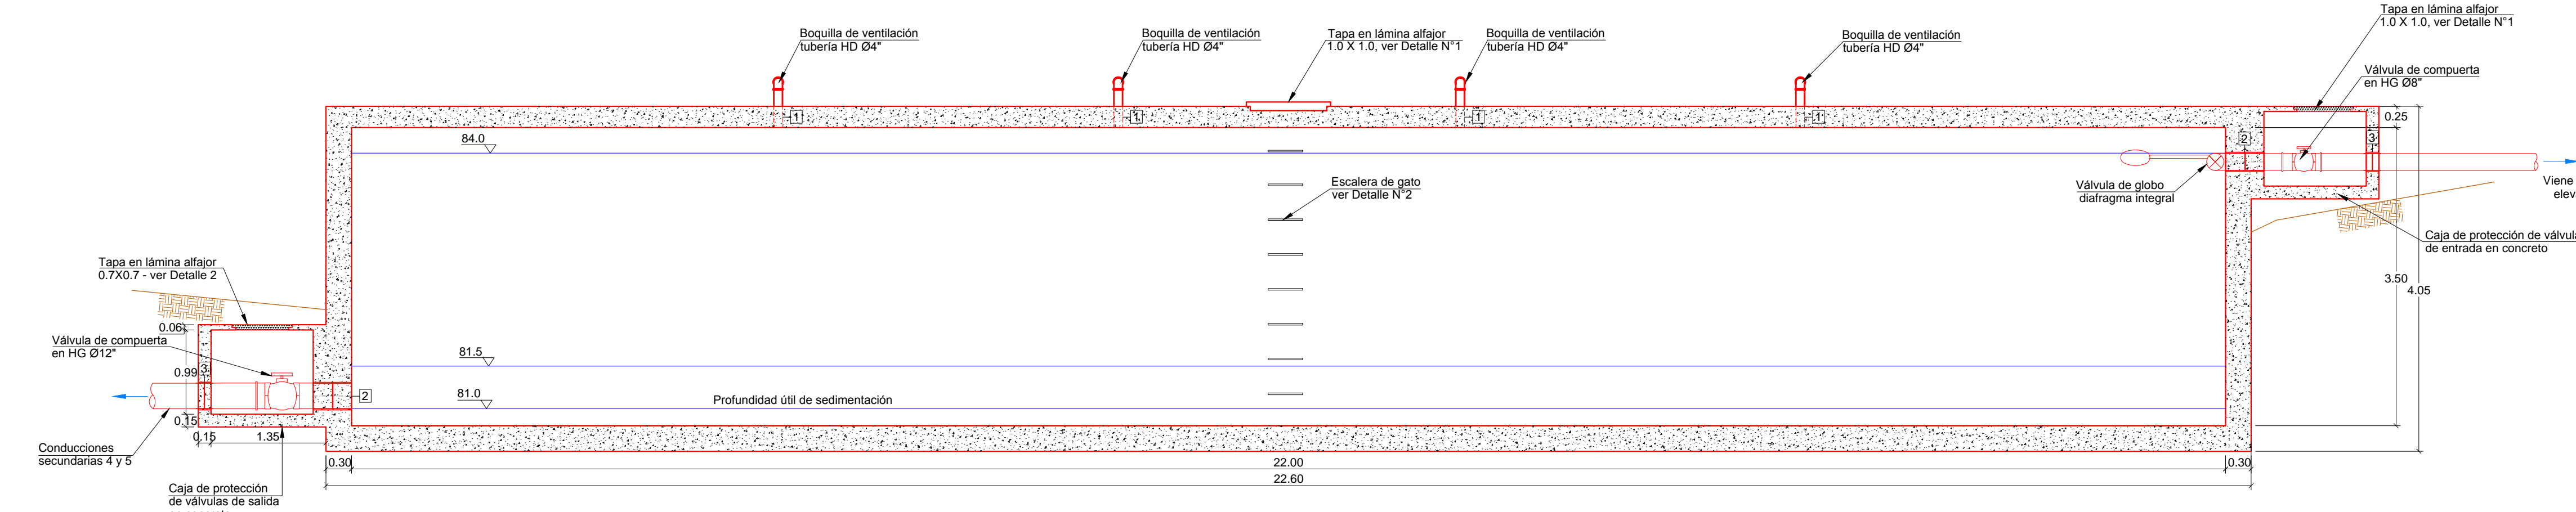 Tapa en lámina alfajor
1.0 X 1.0, ver Detalle N°1
Boquilla de ventilación
tubería HD Ø4"
Boquilla de ventilación
tubería HD Ø4"
Tapa en lámina alfajor
1.0 X 1.0, ver Detalle N°1
Boquilla de ventilación
tubería HD Ø4"
Boquilla de ventilación
tubería HD Ø4"
Válvula de compuerta
en HG Ø8"
1
1
1
1
0.25
84.0
2
3
Escalera de gato
ver Detalle N°2
Válvula de globo
diafragma integral
Viene
elev
Caja de protección de válvula
de entrada en concreto
Tapa en lámina alfajor
0.7X0.7 - ver Detalle 2
3.50
4.05
0.06
Válvula de compuerta
en HG Ø12"
81.5
3
0.99
2
81.0
Profundidad útil de sedimentación
0.15
0.15
1.35
Conducciones
secundarias 4 y 5
0.30
22.00
0.30
22.60
Caja de protección
de válvulas de salida